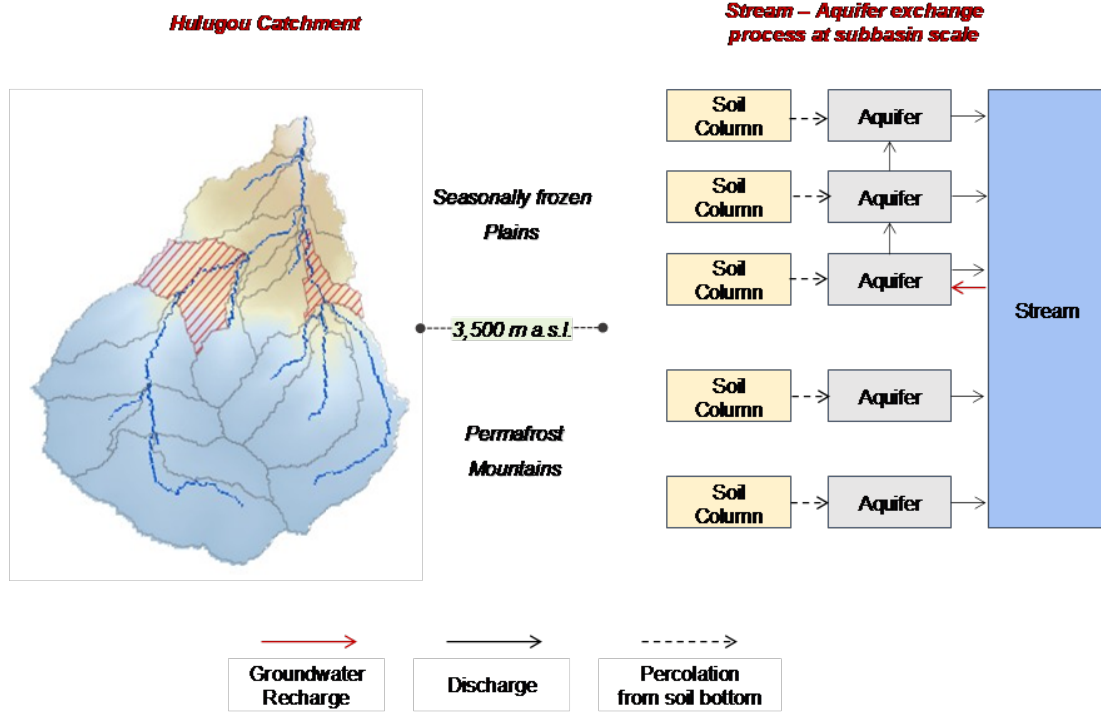 Hulugou Catchment
Stream – Aquifer exchange
process at subbasin scale
Seasonally frozen
Plains
3,500 m a.s.l.
Permafrost
Mountains
Soil
Column
Aquifer
Soil
Column
Aquifer
Soil
Column
Aquifer
Soil
Column
Aquifer
Soil
Column
Aquifer
Stream
Groundwater
Recharge
Discharge
Percolation
from soil bottom